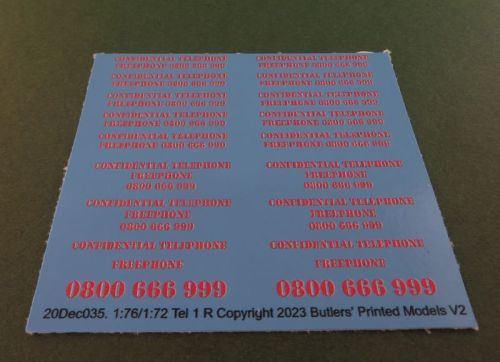 CONFIDENTIAL TELEPHONE CONFIDENTIAL TELEPHONE
FREEPHONE 0800 666 999 FREEPHONE 0800 666 999
CONFIDENTIAL TELEPHONE CONFIDENTIAL TELEPHONE
FREEPHONE 0800 666 999 FREEPHONE 0800 666 999
CONFIDENTIAL TELEPHONE CONFIDENTIAL TELEPHONE
FREEPHONE 0800 666 999 FREEPHONE 0800 666 999
CONFIDENTIAL TELEPHONE CONFIDENTIAL TELEPHONE
FREEPHONE 0800 666 999 FREEPHONE 0800 666 999
CONFIDENTIAL TELEPHONE CONFIDENTIAL TELEPHONE
FREEPHONE 0800 666 999 FREEPHONE 0800 666 999
CONFIDENTIAL TELEPHONE CONFIDENTIAL TELEPHONE
FREEPHONE FREEPHONE
0800 666 999 0800 666 999
CONFIDENTIAL TELEPHONE CONFIDENTIAL TELEPHONE
FREEPHONE FREEPHONE
0800 666 999 0800 666 999
CONFIDENTIAL TELEPHONE CONFIDENTIAL TELEPHONE
FREEPHONE FREEPHONE
0800 666 999 0800 666 999
20Dec035. 1:76/1:72 Tel 1 R Copyright 2023 Butlers' Printed Models V2